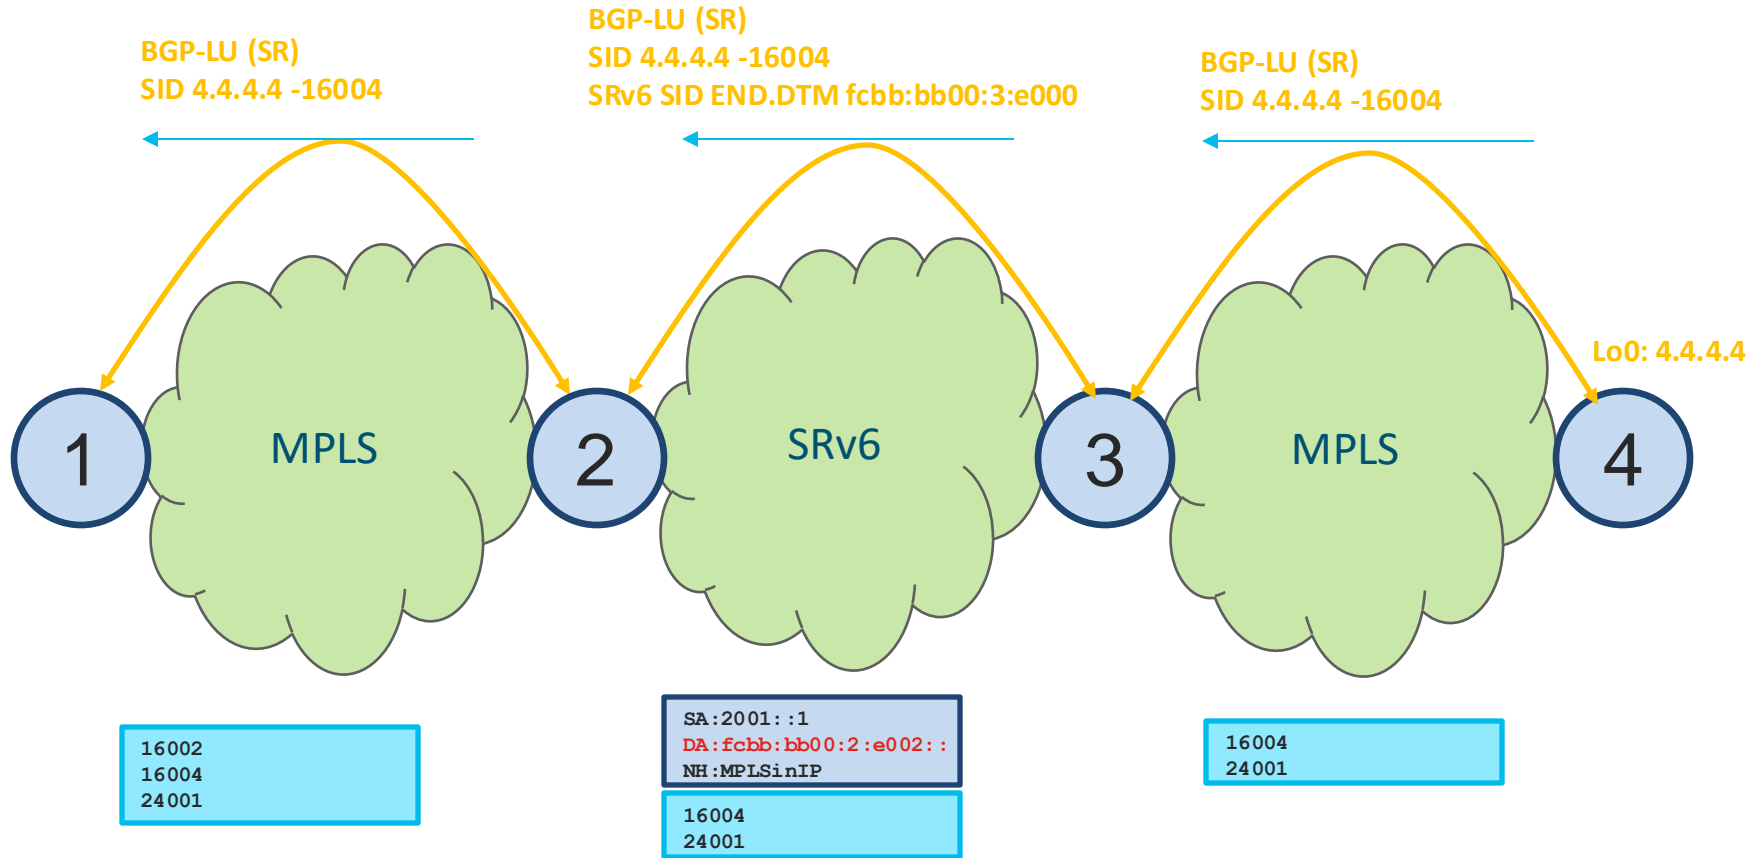 BGP-LU (SR)
SID 4.4.4.4 -16004
BGP-LU (SR)
SID 4.4.4.4 -16004
SRv6 SID END.DTM fcbb:bb00:3:e000
BGP-LU (SR)
SID 4.4.4.4 -16004
Lo0: 4.4.4.4
1
MPLS
2
SRv6
3
MPLS
4
16002
16004
24001
SA:2001::1
DA:fcbb:bb00:2:e002::
NH:MPLSinIP
16004
24001
16004
24001